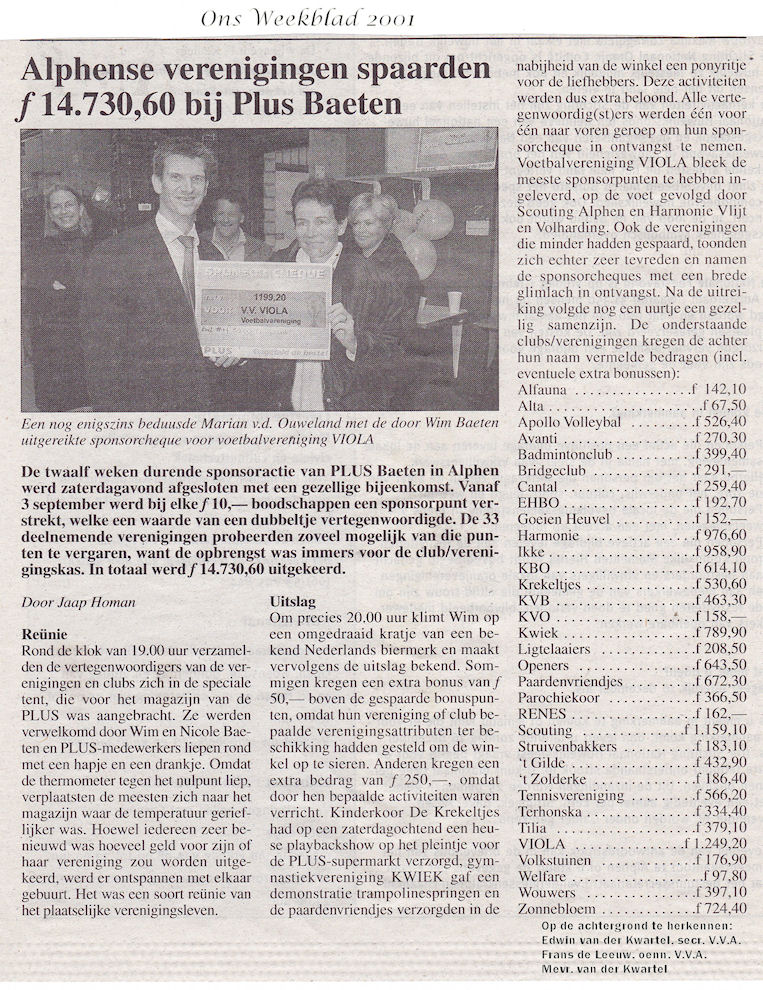 Ons Weekblad 2001
Alphense verenigingen spaarden
f 14.730,60 bij Plus Baeten
SPONSORCHEQUE
1199,20
VOOR V.V. VIOLA
Voetbalvereniging
PLUS
Een nog enigszins beduusde Marian v.d. Ouweland met de door Wim Baeten
uitgereikte sponsorcheque voor voetbalvereniging VIOLA
De twaalf weken durende sponsoractie van PLUS Baeten in Alphen
werd zaterdagavond afgesloten met een gezellige bijeenkomst. Vanaf
3 september werd bij elke f 10,— boodschappen een sponsorpunt ver-
strekt, welke een waarde van een dubbeltje vertegenwoordigde. De 33
deelnemende verenigingen probeerden zoveel mogelijk van die pun-
ten te vergaren, want de opbrengst was immers voor de club/vereni-
gingskas. In totaal werd f 14.730,60 uitgekeerd.
Door Jaap Homan
Reünie
Rond de klok van 19.00 uur verzamel-
den de vertegenwoordigers van de ver-
enigingen en clubs zich in de speciale
tent, die voor het magazijn van de
PLUS was aangebracht. Ze werden
verwelkomd door Wim en Nicole Bae-
ten en PLUS-medewerkers liepen rond
met een hapje en een drankje. Omdat
de thermometer tegen het nulpunt liep,
verplaatsten de meesten zich naar het
magazijn waar de temperatuur gerief-
lijker was. Hoewel iedereen zeer be-
nieuwd was hoeveel geld voor zijn of
haar vereniging zou worden uitge-
keerd, werd er ontspannen met elkaar
gebuurt. Het was een soort reünie van
het plaatselijke verenigingsleven.
Uitslag
Om precies 20.00 uur klimt Wim op
een omgedraaid kratje van een be-
kend Nederlands biermerk en maakt
vervolgens de uitslag bekend. Som-
migen kregen een extra bonus van f
50,— boven de gespaarde bonuspun-
ten, omdat hun vereniging of club be-
paalde verenigingsattributen ter be-
schikking hadden gesteld om de win-
kel op te sieren. Anderen kregen een
extra bedrag van f 250,—, omdat
door hen bepaalde activiteiten waren
verricht. Kinderkoor De Krekeltjes
had op een zaterdagochtend een heu-
se playbackshow op het pleintje voor
de PLUS-supermarkt verzorgd, gym-
nastiekvereniging KWIEK gaf een
demonstratie trampolinespringen en
de paardenvriendjes verzorgden in de
nabijheid van de winkel een ponyritje
voor de liefhebbers. Deze activiteiten
werden dus extra beloond. Alle verte-
genwoordig(st)ers werden één voor
één naar voren geroep om hun spon-
sorcheque in ontvangst te nemen.
Voetbalvereniging VIOLA bleek de
meeste sponsorpunten te hebben in-
geleverd, op de voet gevolgd door
Scouting Alphen en Harmonie Vlijt
en Volharding. Ook de verenigingen
die minder hadden gespaard, toonden
zich echter zeer tevreden en namen
de sponsorcheques met een brede
glimlach in ontvangst. Na de uitrei-
king volgde nog een uurtje een gezel-
lig samenzijn. De onderstaande
clubs/verenigingen kregen de achter
hun naam vermelde bedragen (incl.
eventuele extra bonussen):
Alfauna . . . . . . . . . . . . . . . .f 142,10
Alta . . . . . . . . . . . . . . . . . . . .f 67,50
Apollo Volleybal . . . . . . . . .f 526,40
Avanti . . . . . . . . . . . . . . . . .f 270,30
Badmintonclub . . . . . . . . . .f 399,40
Bridgeclub . . . . . . . . . . . . . .f 291,—
Cantal . . . . . . . . . . . . . . . . .f 259,40
EHBO . . . . . . . . . . . . . . . . .f 192,70
Goeien Heuvel . . . . . . . . . . .f 152,—
Harmonie . . . . . . . . . . . . . .f 976,60
Ikke . . . . . . . . . . . . . . . . . . .f 958,90
KBO . . . . . . . . . . . . . . . . . .f 614,10
Krekeltjes . . . . . . . . . . . . . .f 530,60
KVB . . . . . . . . . . . . . . . . . .f 463,30
KVO . . . . . . . . . . . . . . . . . .f 158,—
Kwiek . . . . . . . . . . . . . . . . .f 789,90
Ligtelaaiers . . . . . . . . . . . . .f 208,50
Openers . . . . . . . . . . . . . . .f 643,50
Paardenvriendjes . . . . . . . . .f 672,30
Parochiekoor . . . . . . . . . . . .f 366,50
RENES . . . . . . . . . . . . . . . .f 162,—
Scouting . . . . . . . . . . . . . .f 1.159,10
Struivenbakkers . . . . . . . . . .f 183,10
't Gilde . . . . . . . . . . . . . . . .f 432,90
't Zolderke . . . . . . . . . . . . . .f 186,40
Tennisvereniging . . . . . . . . .f 566,20
Terhonska . . . . . . . . . . . . . .f 334,40
Tilia . . . . . . . . . . . . . . . . . . .f 379,10
VIOLA . . . . . . . . . . . . . . .f 1.249,20
Volkstuinen . . . . . . . . . . . . .f 176,90
Welfare . . . . . . . . . . . . . . . . .f 97,80
Wouwers . . . . . . . . . . . . . . .f 397,10
Zonnebloem . . . . . . . . . . . .f 724,40
Op de achtergrond te herkennen:
Edwin van der Kwartel, secr. V.V.A.
Frans de Leeuw, penn. V.V.A.
Mevr. van der Kwartel